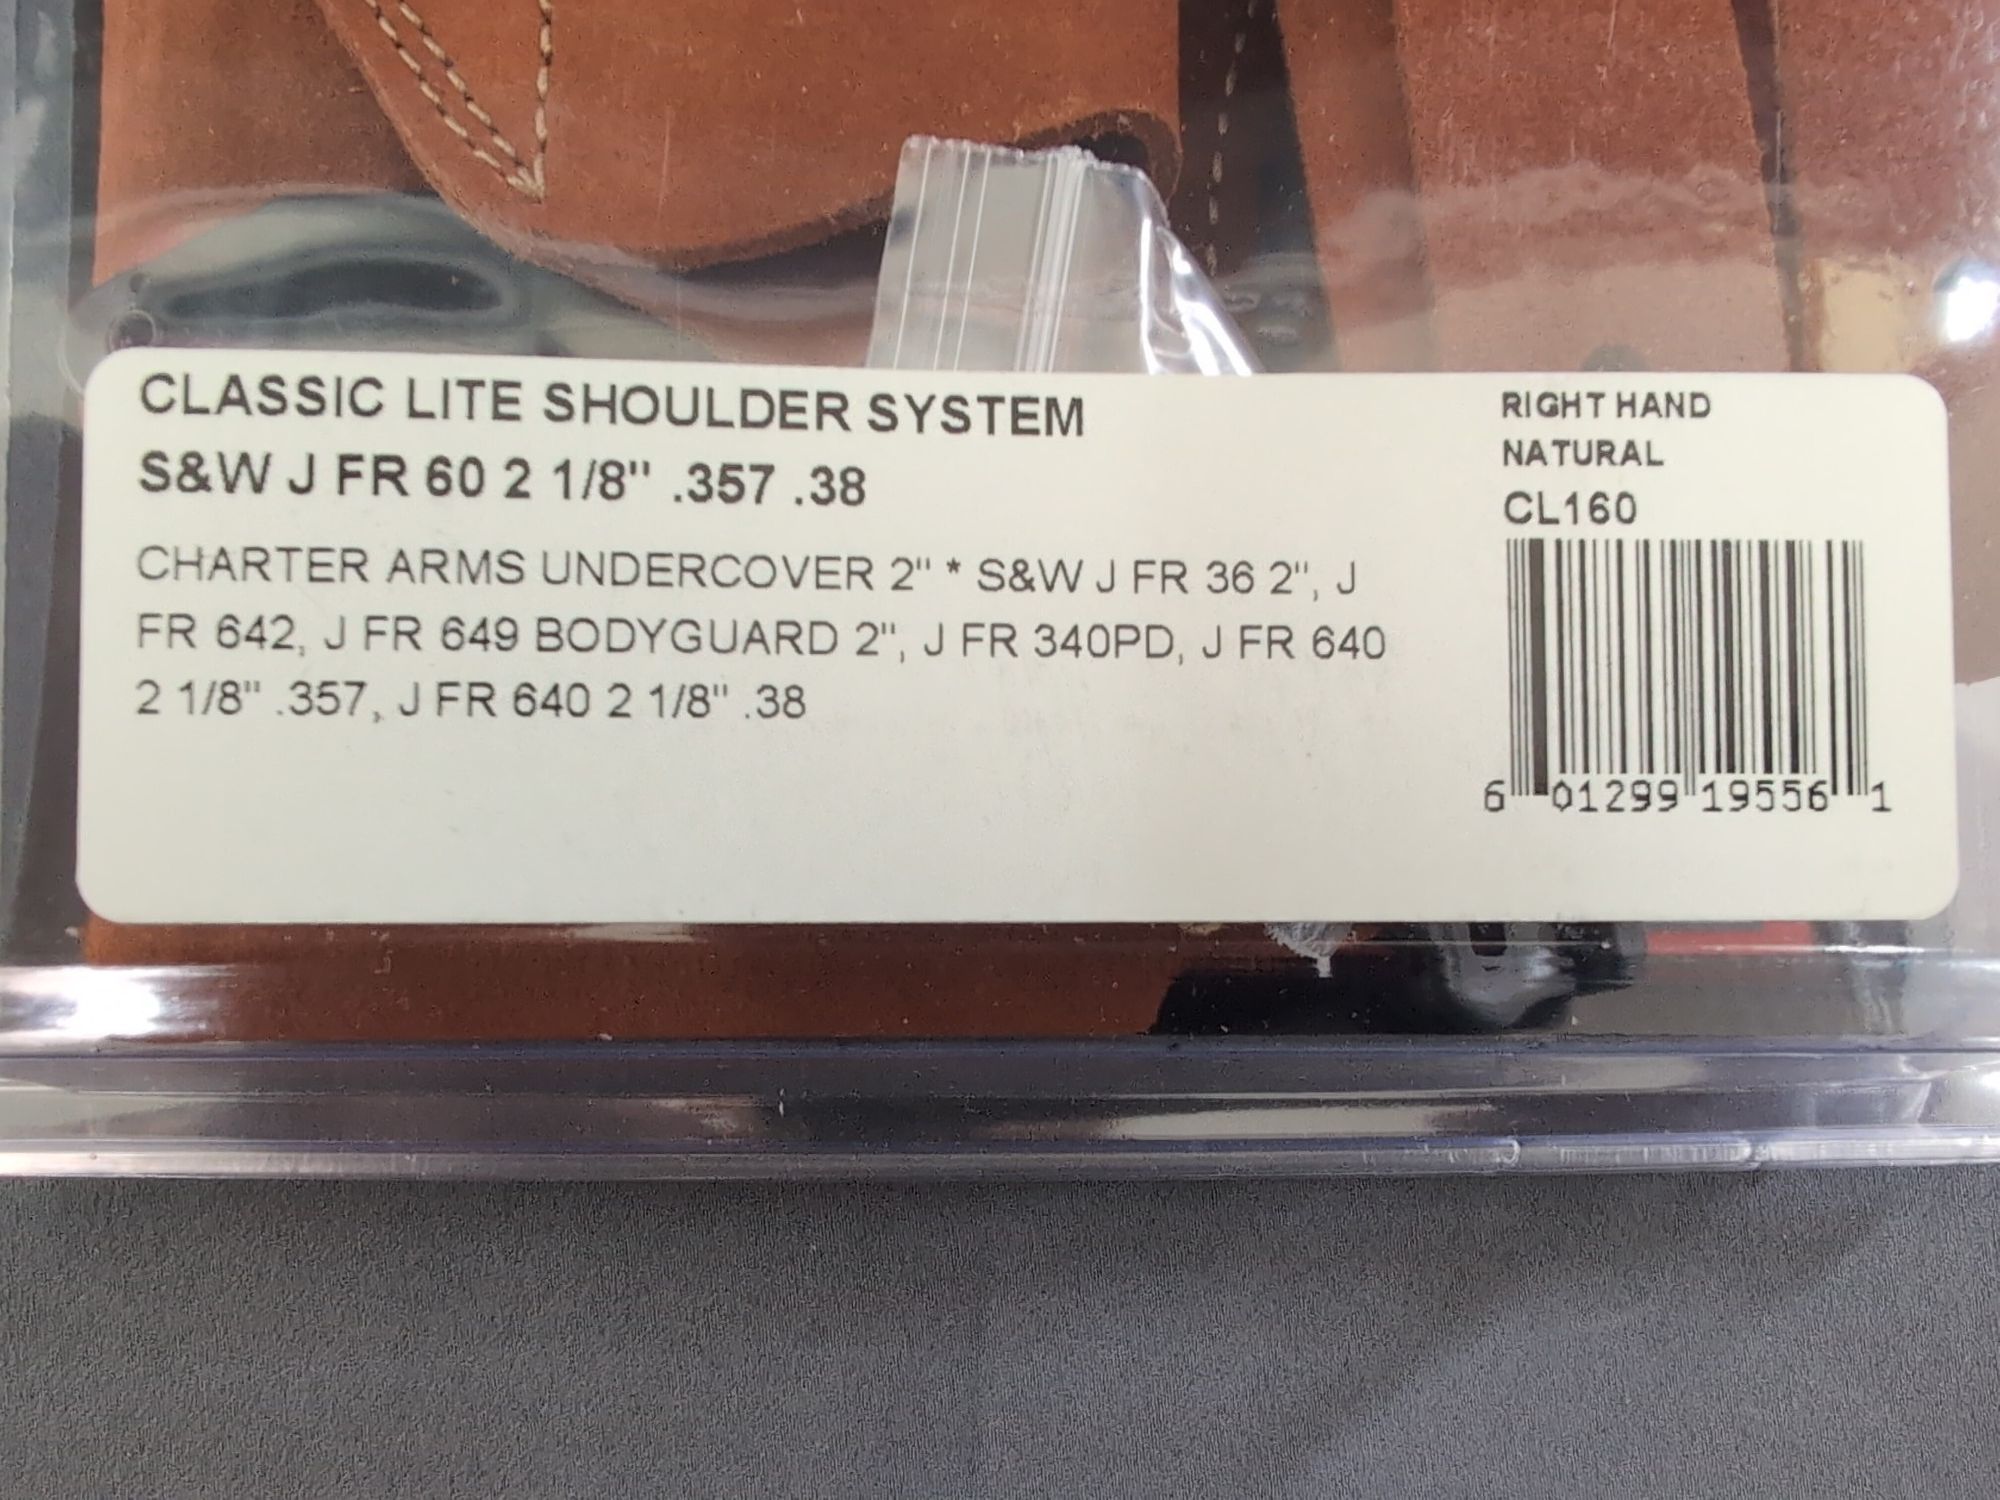 CLASSIC LITE SHOULDER SYSTEM
S&W J FR 60 2 1/8" .357 .38
CHARTER ARMS UNDERCOVER 2" * S&W J FR 36 2", J
FR 642, J FR 649 BODYGUARD 2", J FR 340PD, J FR 640
2 1/8" .357, J FR 640 2 1/8" .38
RIGHT HAND
NATURAL
CL160
6 01299 19556 1